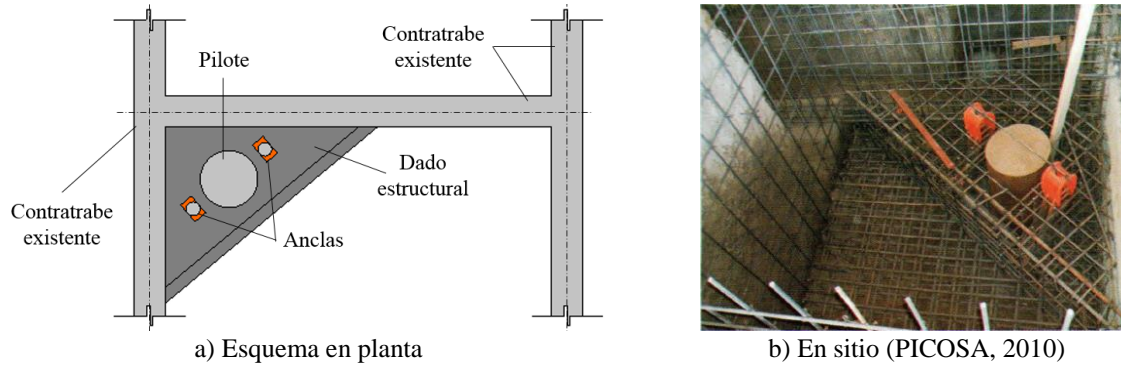 Contratrabe
existente
Pilote
Dado
estructural
Contratrabe
existente
Anclas
a) Esquema en planta
b) En sitio (PICOSA, 2010)